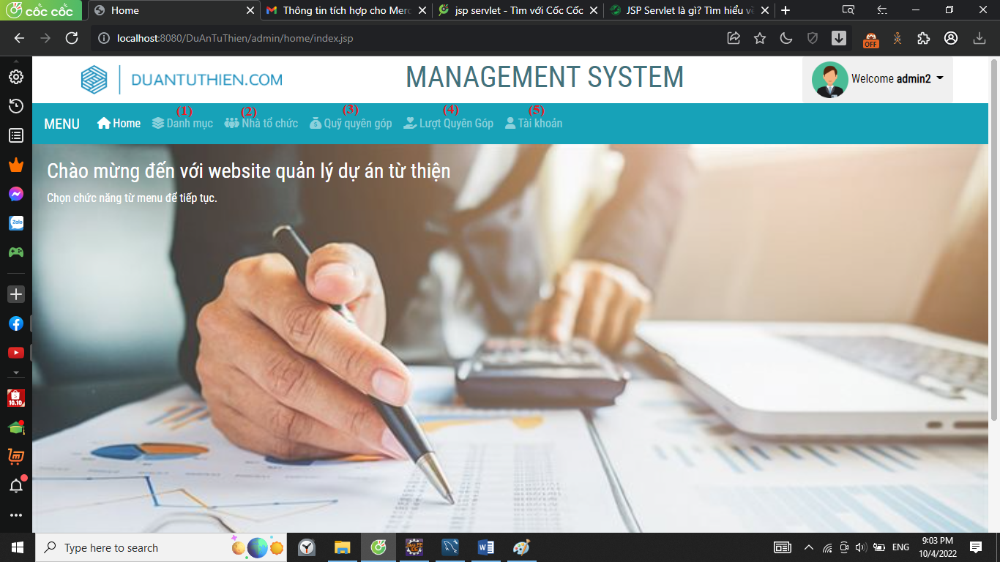 cốc cốc Home Thông tin tích hợp cho Merc jsp servlet - Tìm với Cốc Cốc JSP Servlet là gì? Tìm hiểu về
localhost:8080/DuAnTuThien/admin/home/index.jsp
OFF
DUANTUTHIEN.COM MANAGEMENT SYSTEM Welcome admin2
(1) (2) (3) (4) (5)
MENU Home Danh mục Nhà tổ chức Quỹ quyên góp Lượt Quyên Góp Tài khoản
Chào mừng đến với website quản lý dự án từ thiện
Chọn chức năng từ menu để tiếp tục.
Zalo
10.10
Type here to search ENG 9:03 PM
10/4/2022